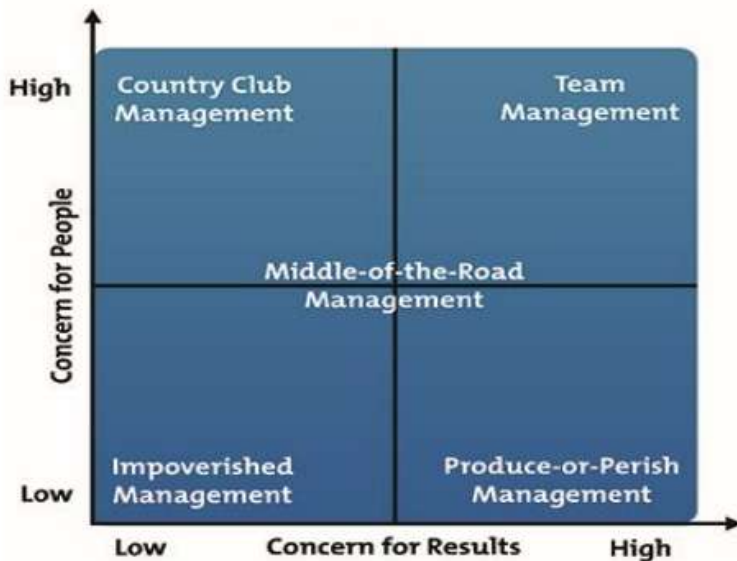 High
Country Club
Management
Team
Management
Concern for People
Middle-of-the-Road
Management
Impoverished
Management
Produce-or-Perish
Management
Low
Low
Concern for Results
High